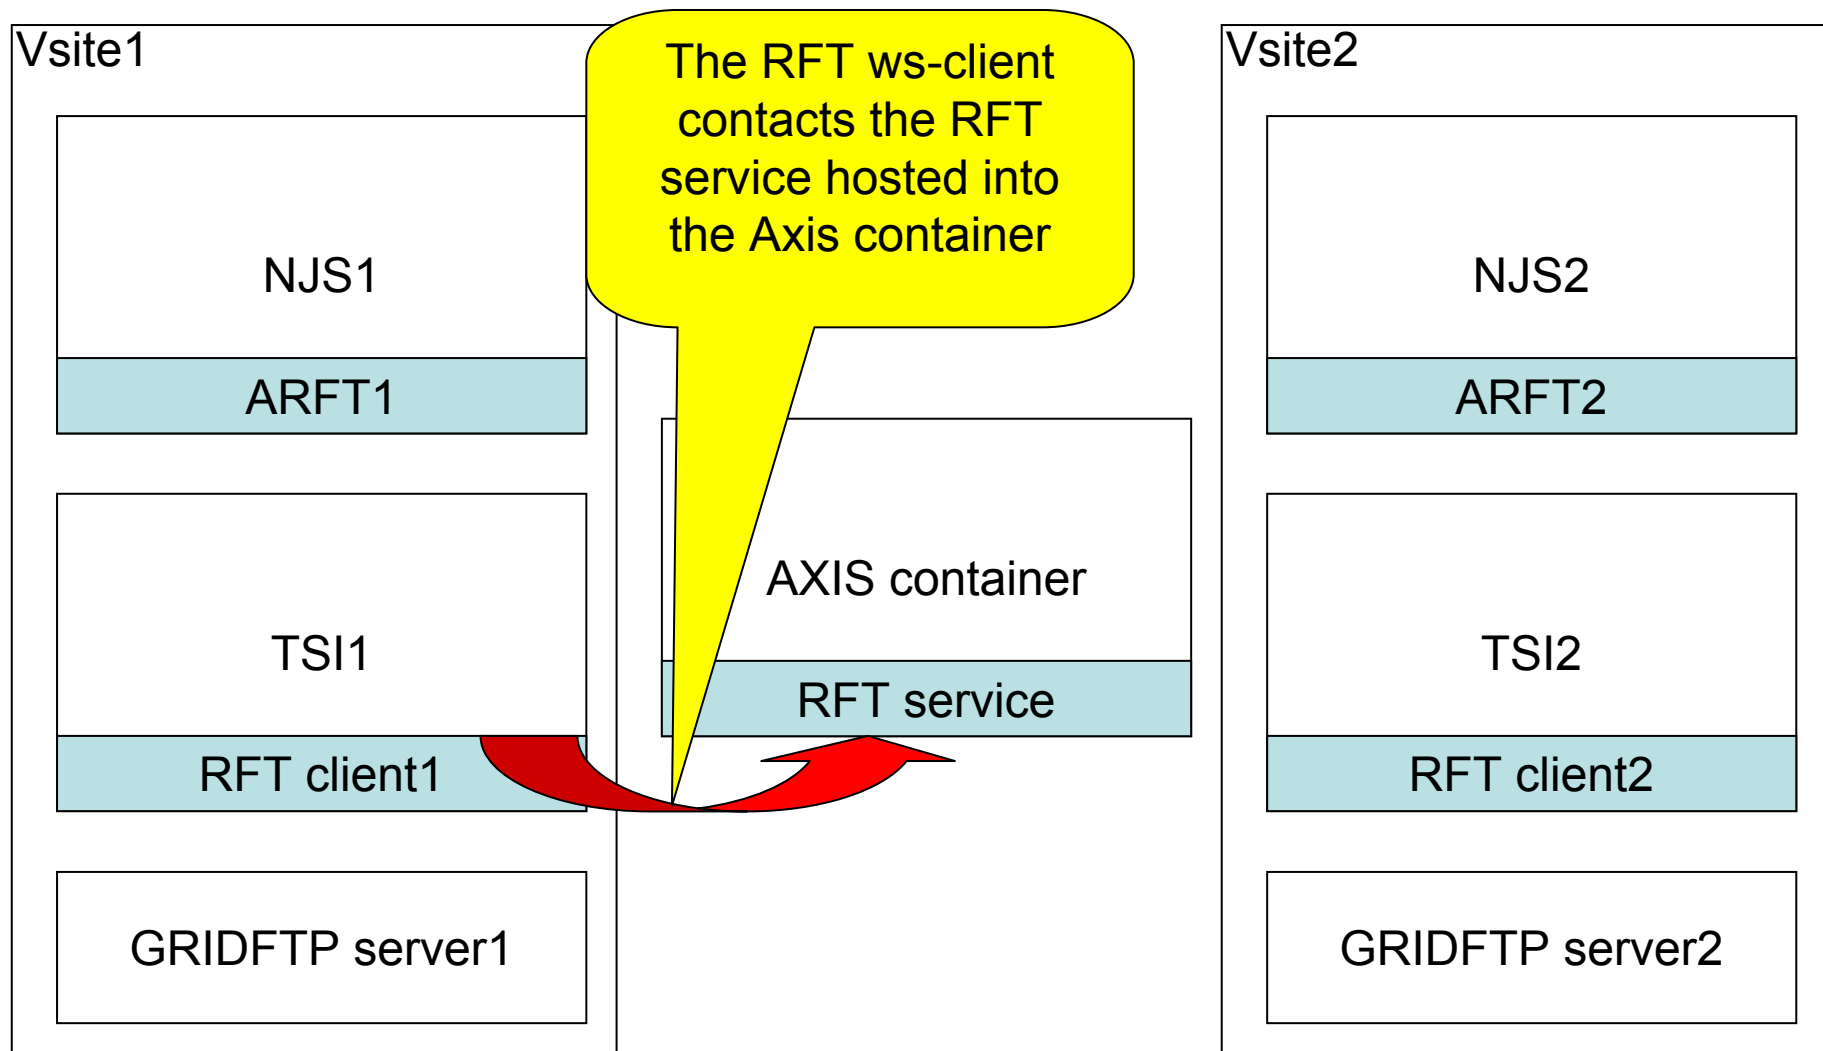 Vsite1
NJS1
ARFT1
TSI1
RFT client1
GRIDFTP server1
The RFT ws-client
contacts the RFT
service hosted into
the Axis container
AXIS container
RFT service
Vsite2
NJS2
ARFT2
TSI2
RFT client2
GRIDFTP server2